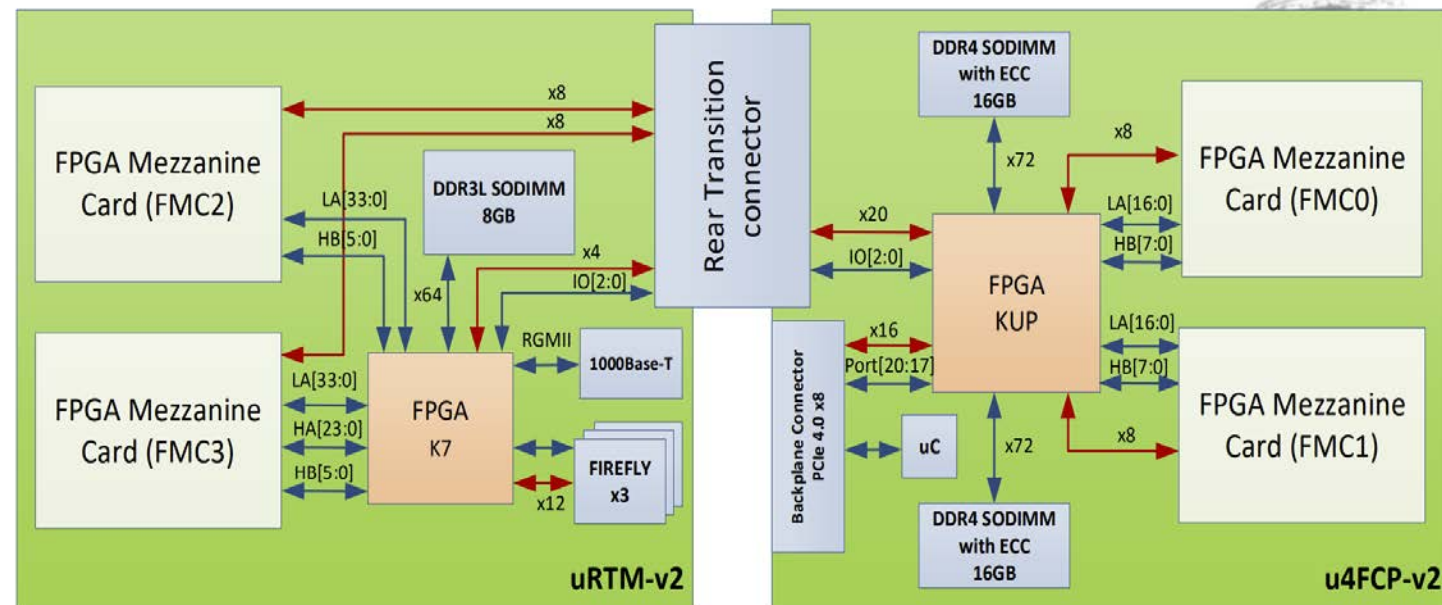 FPGA Mezzanine
Card (FMC2)
x8
x8
LA[33:0]
HB[5:0]
DDR3L SODIMM
8GB
x64
x4
IO[2:0]
RGMII
1000Base-T
FPGA Mezzanine
Card (FMC3)
LA[33:0]
HA[23:0]
HB[5:0]
FPGA
K7
FIREFLY
x3
x12
uRTM-v2
Rear Transition
connector
DDR4 SODIMM
with ECC
16GB
x72
x8
FPGA Mezzanine
Card (FMC0)
LA[16:0]
HB[7:0]
x20
IO[2:0]
FPGA
KUP
x16
Port[20:17]
Backplane Connector
PCIe 4.0 x8
uC
LA[16:0]
HB[7:0]
FPGA Mezzanine
Card (FMC1)
x8
x72
DDR4 SODIMM
with ECC
16GB
u4FCP-v2